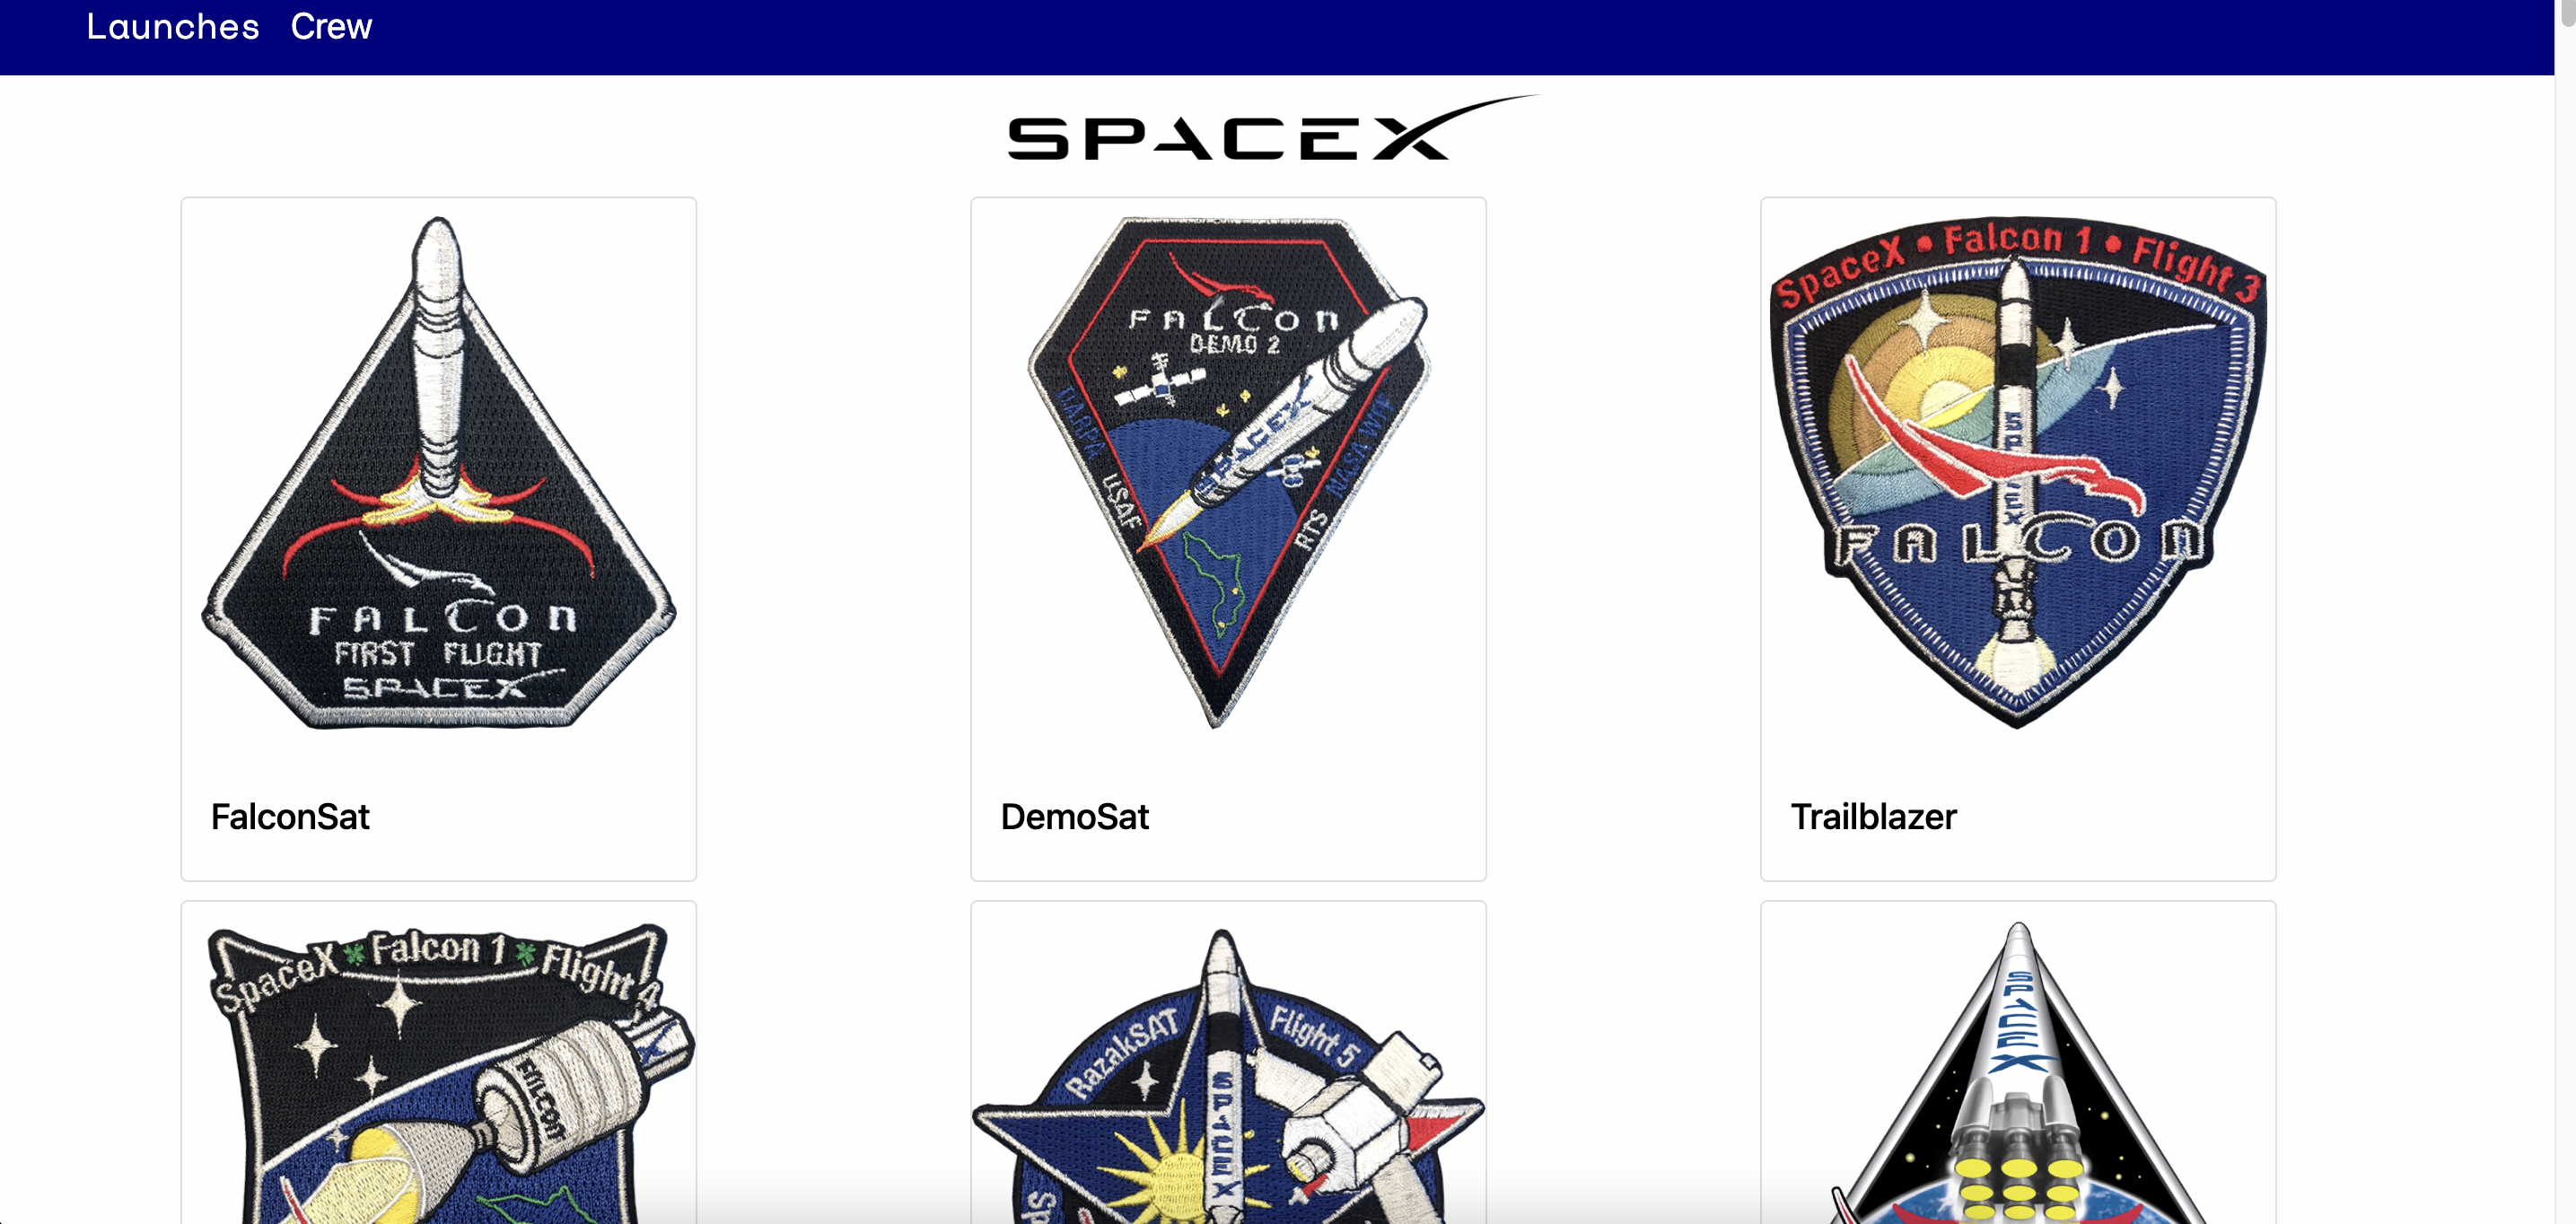 Launches Crew
SPACEX
FALCON
FIRST FLIGHT
SPACEX
FALCON
DEMO 2
SPACEX
DARPA USAF
RTS NASA WFF
SpaceX • Falcon 1 • Flight 3
SPACEX
FALCON
FalconSat
DemoSat
Trailblazer
SpaceX Falcon 1 Flight 4
FALCON
RazakSAT Flight 5
SPACEX
Sp
SPACEX